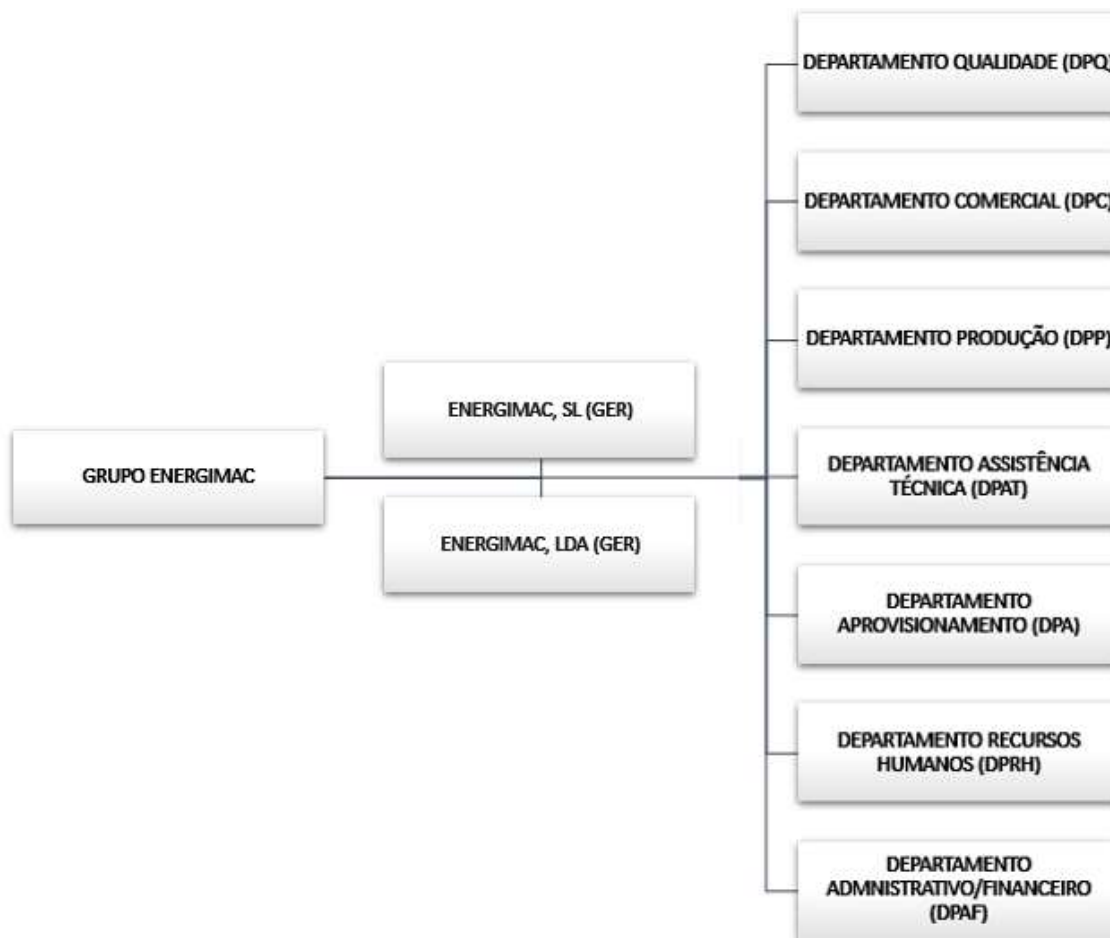 GRUPO ENERGIMAC
ENERGIMAC, SL (GER)
ENERGIMAC, LDA (GER)
DEPARTAMENTO QUALIDADE (DPQ)
DEPARTAMENTO COMERCIAL (DPC)
DEPARTAMENTO PRODUÇÃO (DPP)
DEPARTAMENTO ASSISTÊNCIA
TÉCNICA (DPAT)
DEPARTAMENTO
APROVISIONAMENTO (DPA)
DEPARTAMENTO RECURSOS
HUMANOS (DPRH)
DEPARTAMENTO
ADMNISTRATIVO/FINANCEIRO
(DPAF)